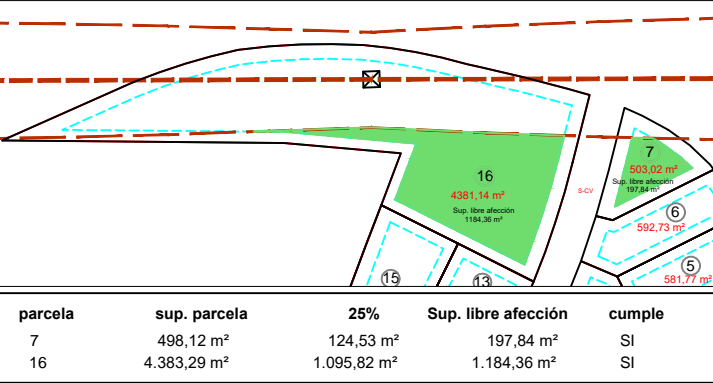 16
4381,14 m²
Sup. libre afección
1184,36 m²
S-CV
7
503,02 m²
Sup. libre afección
197,84 m²
6
592,73 m²
5
581,77 m²
15
13
parcela sup. parcela 25% Sup. libre afección cumple
7 498,12 m² 124,53 m² 197,84 m² SI
16 4.383,29 m² 1.095,82 m² 1.184,36 m² SI